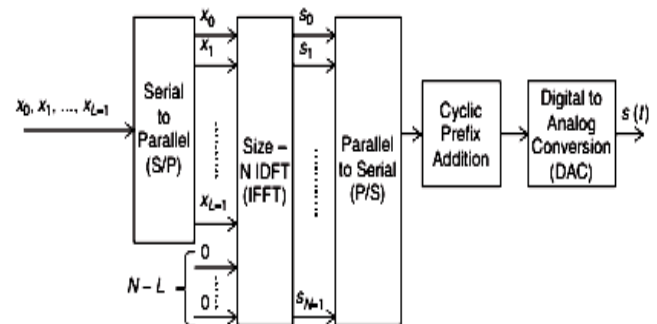 x0, x1, ..., xL=1
Serial
to
Parallel
(S/P)
x0
x1
xL=1
0
0
N – L
Size –
N IDFT
(IFFT)
s0
s1
sN=1
Parallel
to Serial
(P/S)
Cyclic
Prefix
Addition
Digital to
Analog
Conversion
(DAC)
s (t)